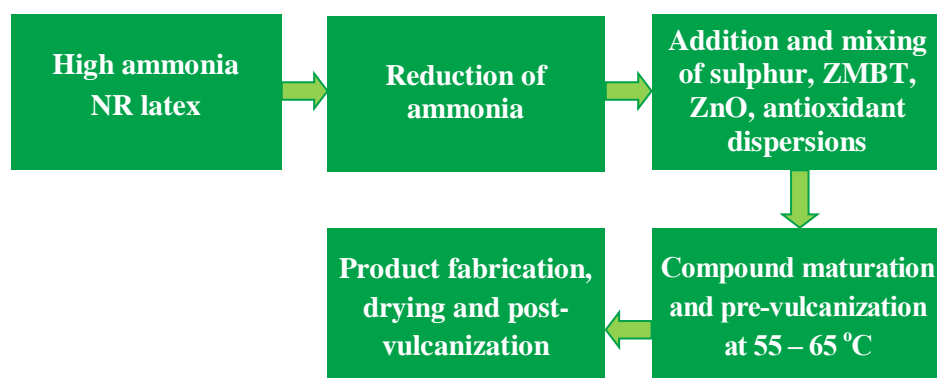 High ammonia
NR latex
Reduction of
ammonia
Addition and mixing
of sulphur, ZMBT,
ZnO, antioxidant
dispersions
Compound maturation
and pre-vulcanization
at 55 – 65 °C
Product fabrication,
drying and post-
vulcanization